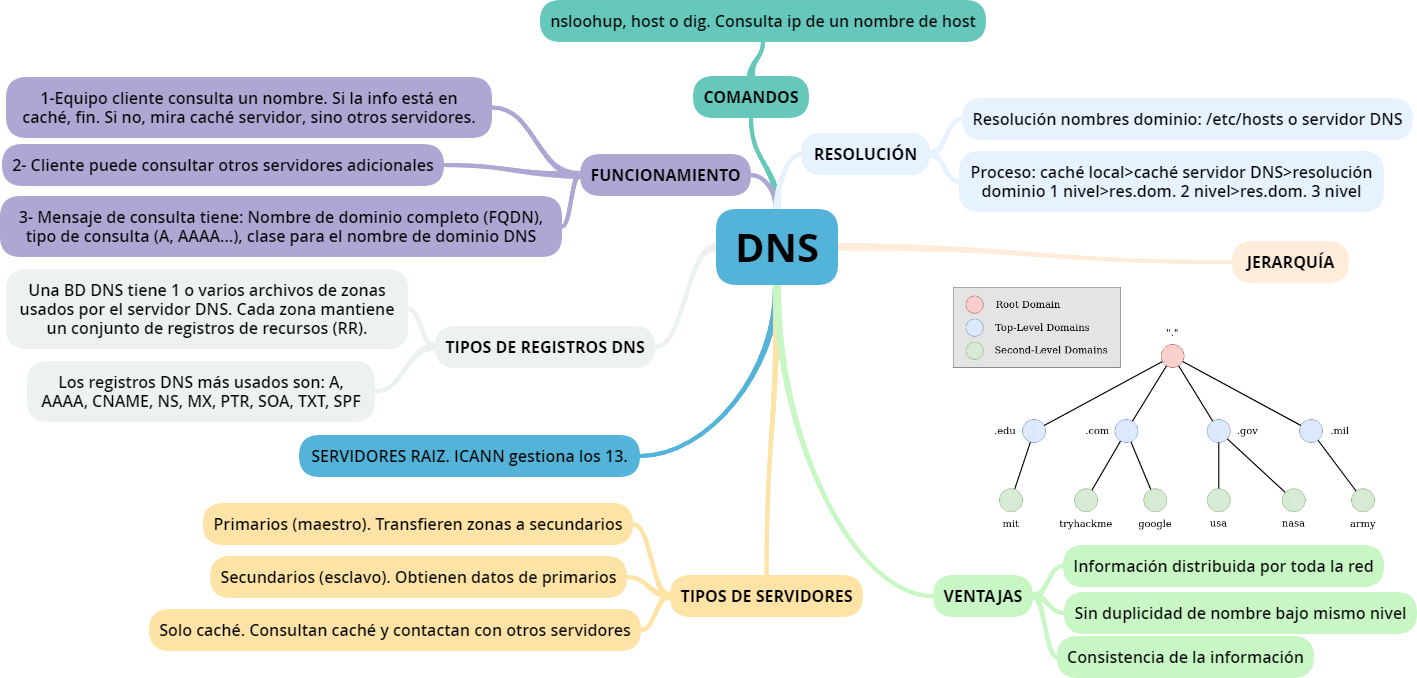 nsloohup, host o dig. Consulta ip de un nombre de host
COMANDOS
1-Equipo cliente consulta un nombre. Si la info está en
caché, fin. Si no, mira caché servidor, sino otros servidores.
2- Cliente puede consultar otros servidores adicionales
3- Mensaje de consulta tiene: Nombre de dominio completo (FQDN),
tipo de consulta (A, AAAA...), clase para el nombre de dominio DNS
FUNCIONAMIENTO
RESOLUCIÓN
Resolución nombres dominio: /etc/hosts o servidor DNS
Proceso: caché local>caché servidor DNS>resolución
dominio 1 nivel>res.dom. 2 nivel>res.dom. 3 nivel
DNS
JERARQUÍA
Root Domain
Top-Level Domains
Second-Level Domains
"."
.edu
.com
.gov
.mil
mit
tryhackme
google
usa
nasa
army
Una BD DNS tiene 1 o varios archivos de zonas
usados por el servidor DNS. Cada zona mantiene
un conjunto de registros de recursos (RR).
TIPOS DE REGISTROS DNS
Los registros DNS más usados son: A,
AAAA, CNAME, NS, MX, PTR, SOA, TXT, SPF
SERVIDORES RAIZ. ICANN gestiona los 13.
Primarios (maestro). Transfieren zonas a secundarios
Secundarios (esclavo). Obtienen datos de primarios
Solo caché. Consultan caché y contactan con otros servidores
TIPOS DE SERVIDORES
VENTAJAS
Información distribuida por toda la red
Sin duplicidad de nombre bajo mismo nivel
Consistencia de la información